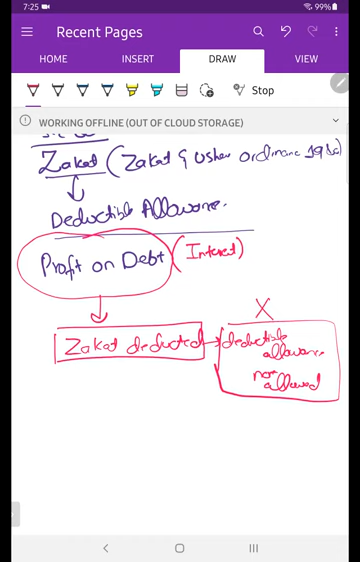 7:25
99%
Recent Pages
HOME INSERT DRAW VIEW
Stop
WORKING OFFLINE (OUT OF CLOUD STORAGE)
Zakat (Zakat & Usher ordinance 1980)
Deductible Allowance.
Profit on Debt (Interest)
X
Zakat deducted
deductible
allowance
not
allowed